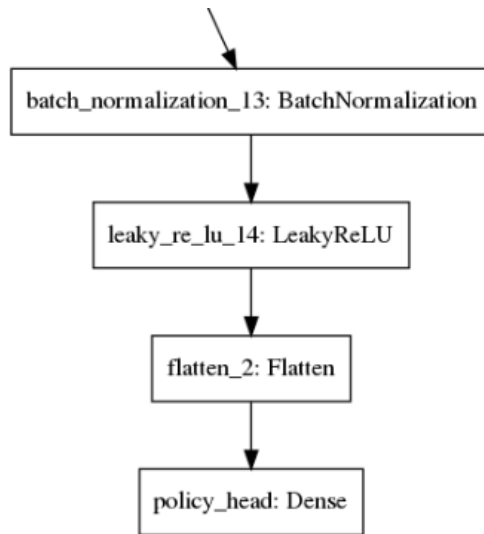 batch_normalization_13: BatchNormalization
leaky_re_lu_14: LeakyReLU
flatten_2: Flatten
policy_head: Dense